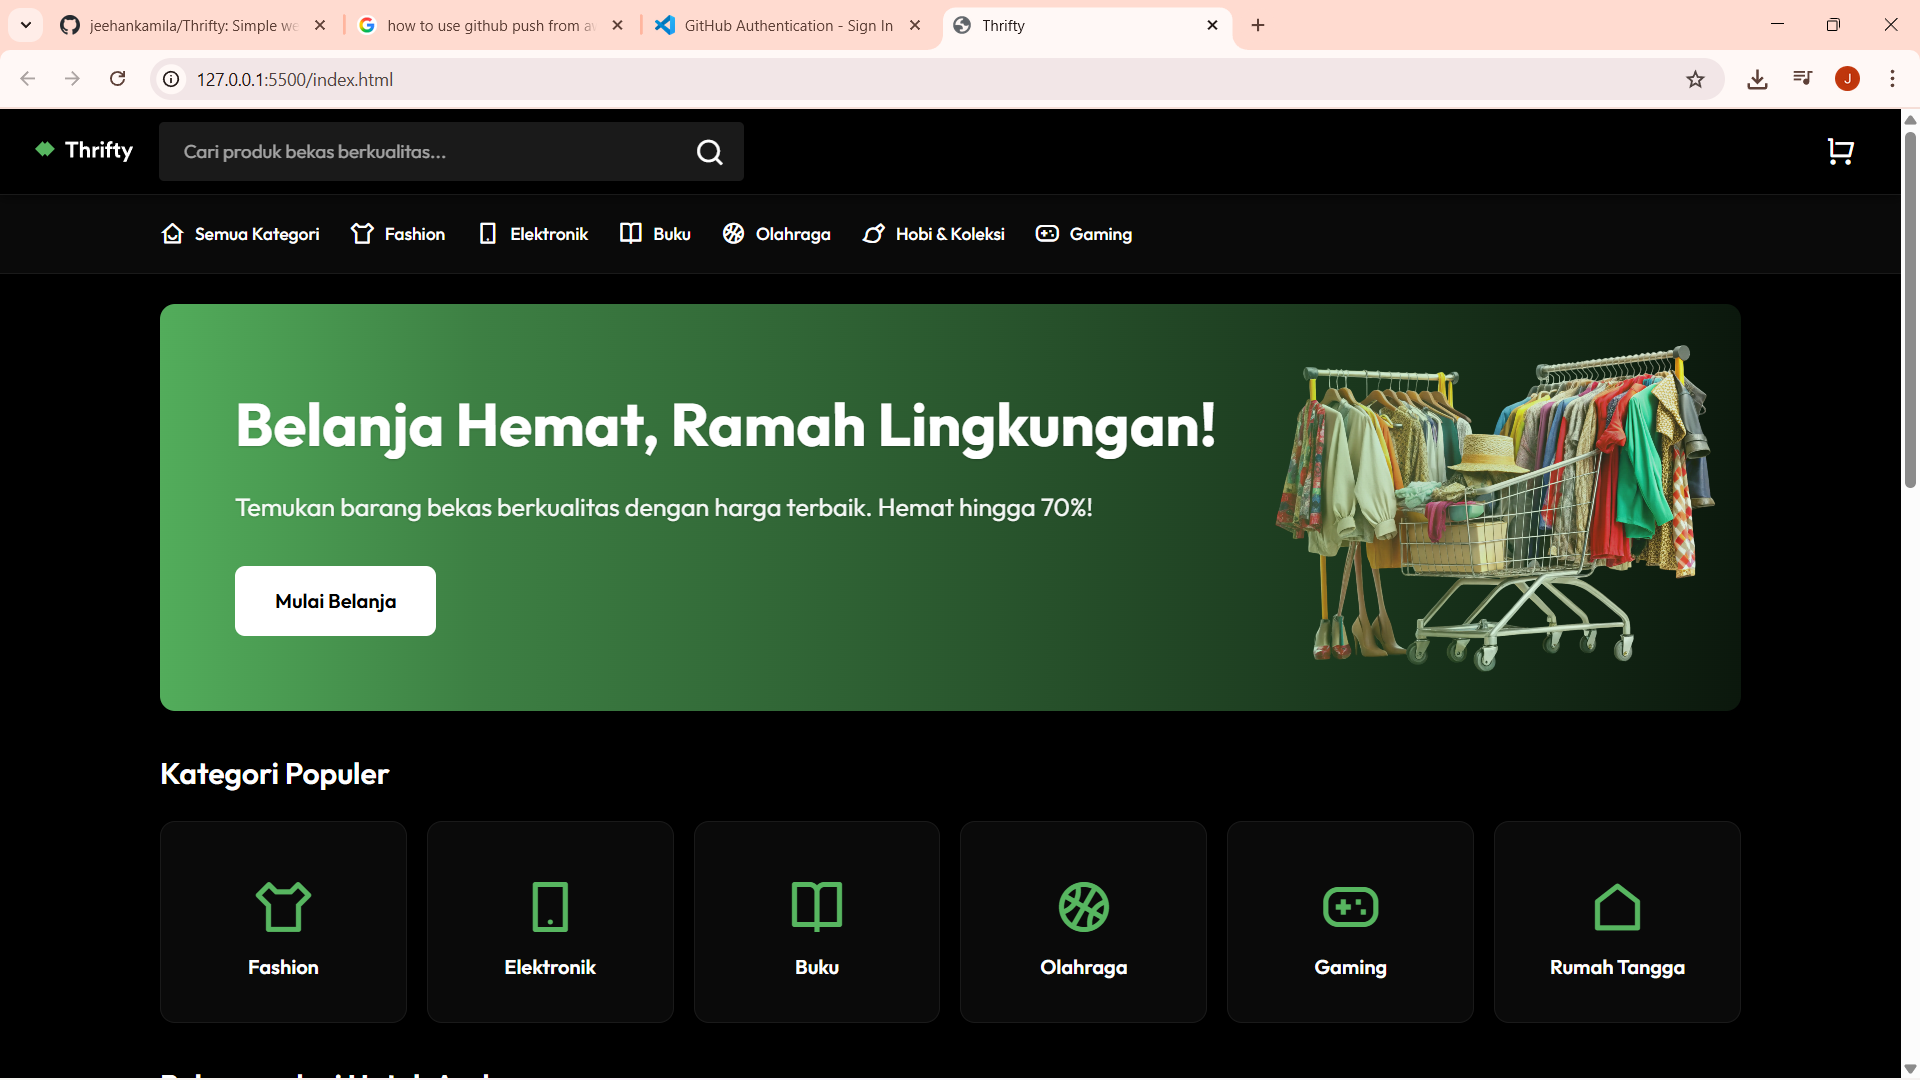 jeehankamila/Thrifty: Simple we
how to use github push from a
GitHub Authentication - Sign In
Thrifty
127.0.0.1:5500/index.html
J
Thrifty
Cari produk bekas berkualitas...
Semua Kategori
Fashion
Elektronik
Buku
Olahraga
Hobi & Koleksi
Gaming
Belanja Hemat, Ramah Lingkungan!
Temukan barang bekas berkualitas dengan harga terbaik. Hemat hingga 70%!
Mulai Belanja
Kategori Populer
Fashion
Elektronik
Buku
Olahraga
Gaming
Rumah Tangga